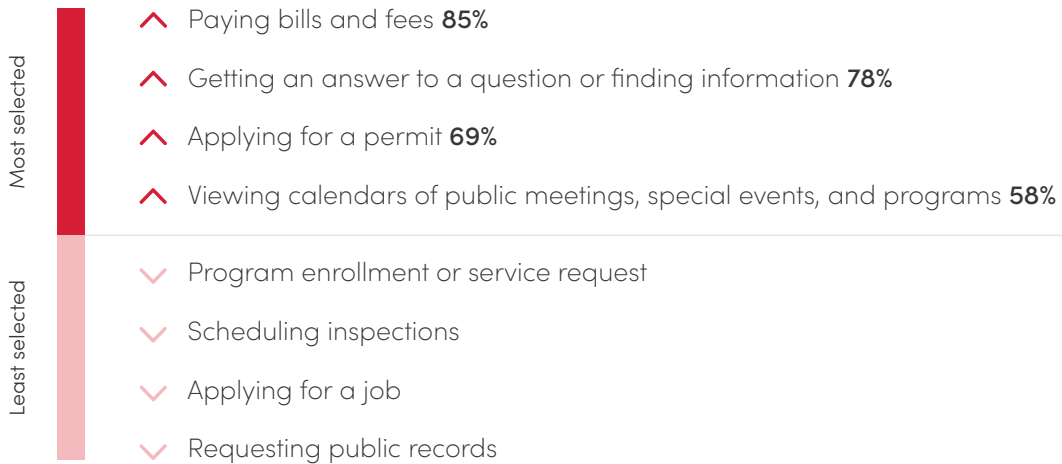 Most selected
Paying bills and fees 85%
Getting an answer to a question or finding information 78%
Applying for a permit 69%
Viewing calendars of public meetings, special events, and programs 58%
Least selected
Program enrollment or service request
Scheduling inspections
Applying for a job
Requesting public records